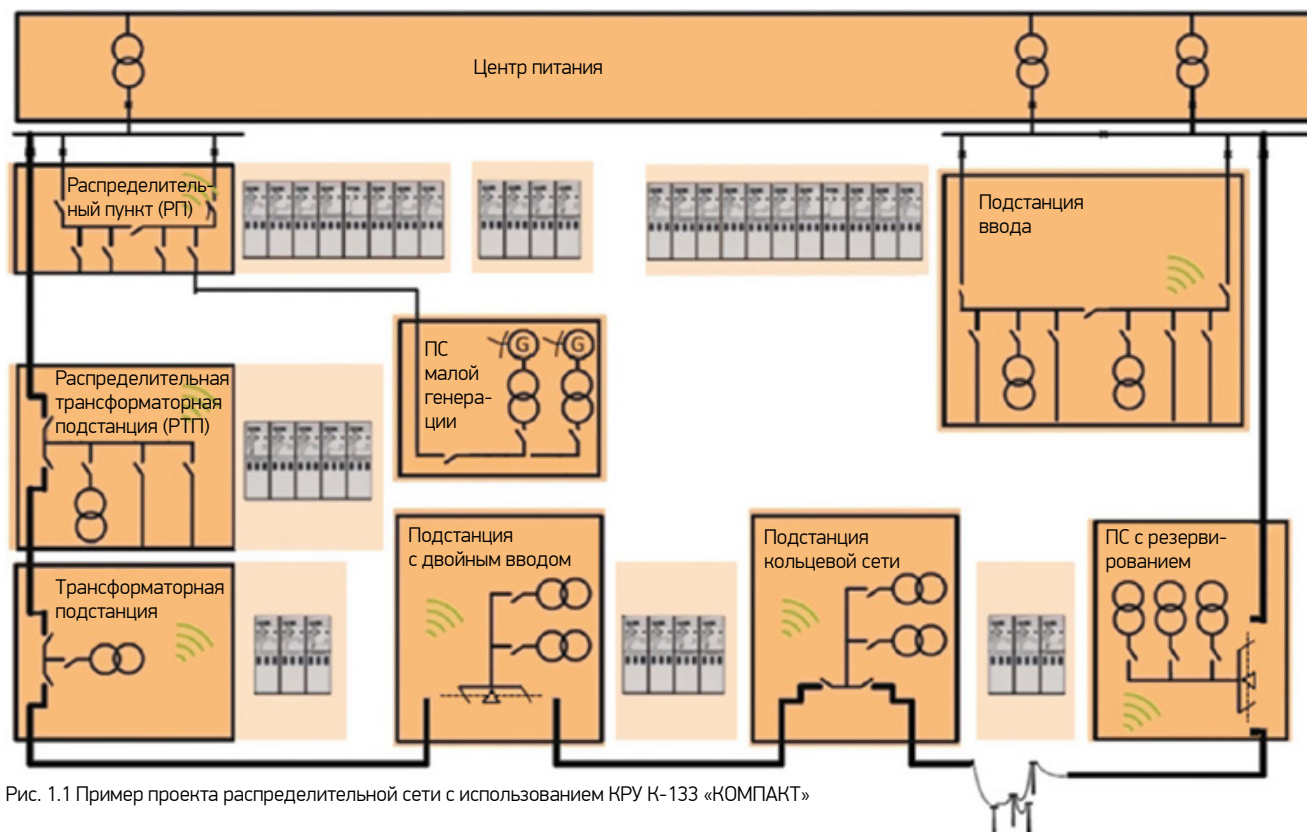 Центр питания
Распределитель-
ный пункт (РП)
Подстанция
ввода
ПС
малой
генера-
ции
G
G
Распределительная
трансформаторная
подстанция (РТП)
Подстанция
с двойным вводом
Подстанция
кольцевой сети
ПС с резерви-
рованием
Трансформаторная
подстанция
Рис. 1.1 Пример проекта распределительной сети с использованием КРУ К-133 «КОМПАКТ»